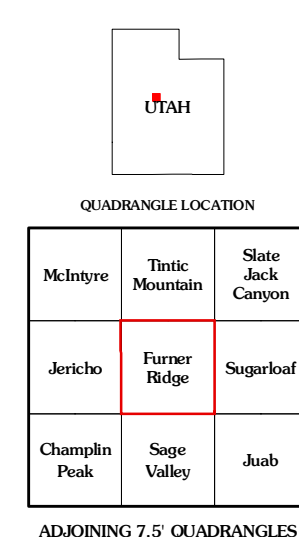 UTAH
QUADRANGLE LOCATION
McIntyre
Tintic
Mountain
Slate
Jack
Canyon
Jericho
Furner
Ridge
Sugarloaf
Champlin
Peak
Sage
Valley
Juab
ADJOINING 7.5' QUADRANGLES